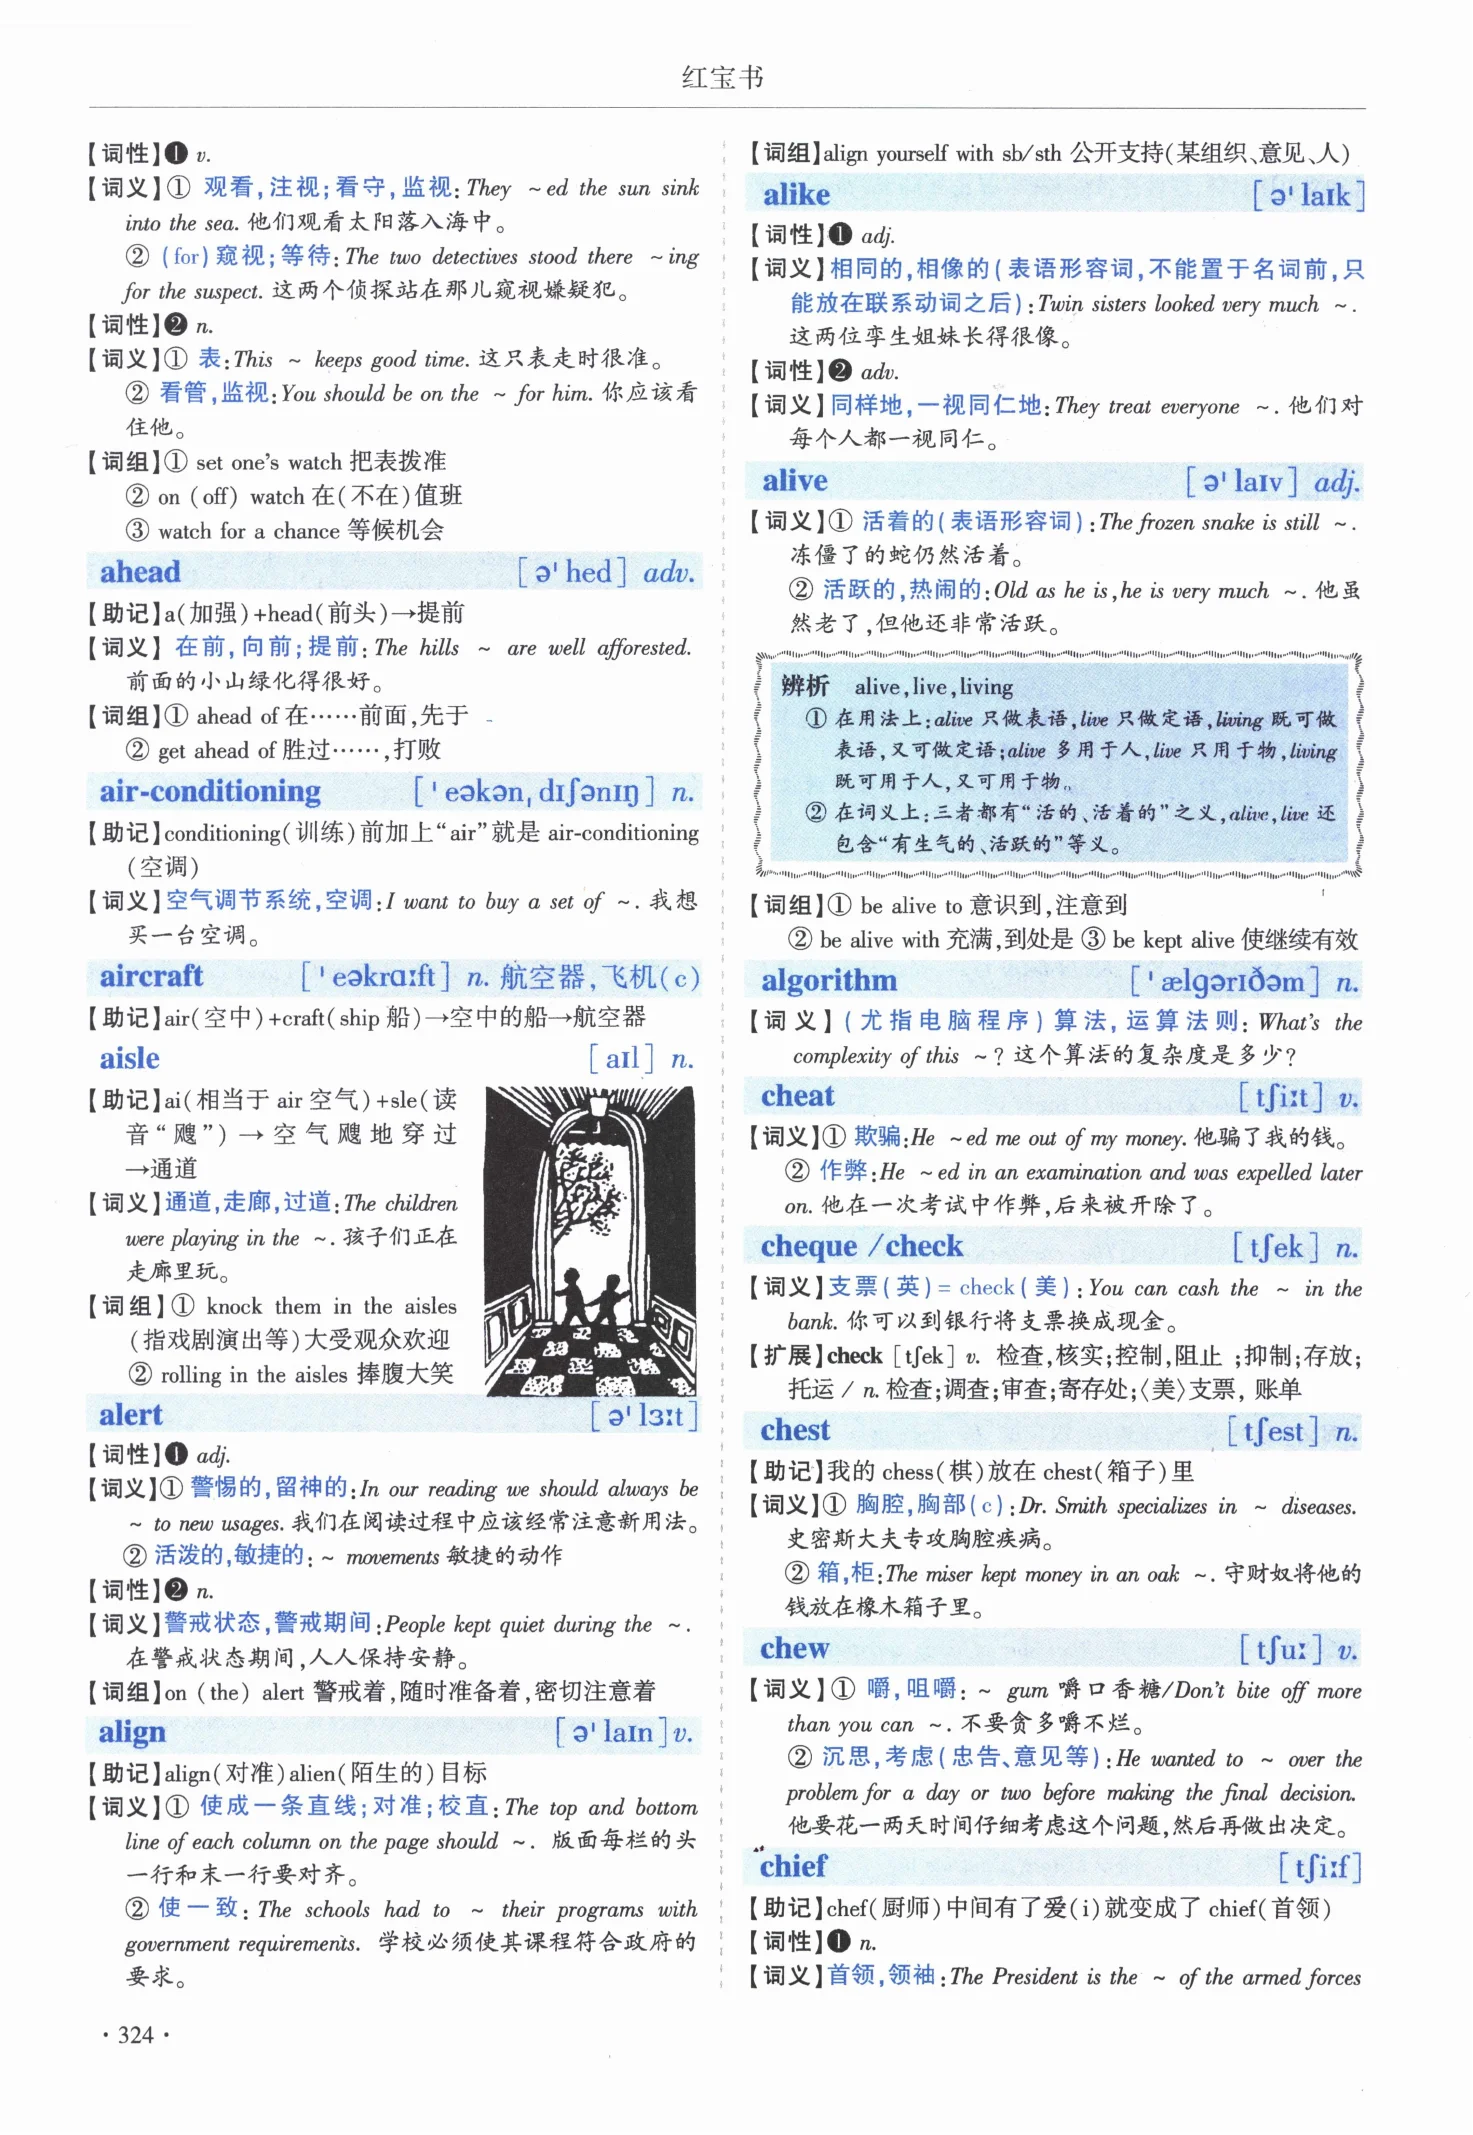 红宝书
【词性】❶ v.
【词义】① 观看,注视;看守,监视:They ~ed the sun sink
into the sea. 他们观看太阳落入海中。
② (for) 窥视;等待:The two detectives stood there ~ing
for the suspect. 这两个侦探站在那儿窥视嫌疑犯。
【词性】❷ n.
【词义】① 表:This ~ keeps good time. 这只表走时很准。
② 看管,监视:You should be on the ~ for him. 你应该看
住他。
【词组】① set one's watch 把表拨准
② on (off) watch 在(不在)值班
③ watch for a chance 等候机会
ahead [əˈhed] adv.
【助记】a(加强)+head(前头)→提前
【词义】在前,向前;提前:The hills ~ are well afforested.
前面的小山绿化得很好。
【词组】① ahead of 在……前面,先于
② get ahead of 胜过……,打败
air-conditioning [ˈeəkənˌdɪʃənɪŋ] n.
【助记】conditioning(训练)前加上“air”就是 air-conditioning
(空调)
【词义】空气调节系统,空调:I want to buy a set of ~. 我想
买一台空调。
aircraft [ˈeəkrɑːft] n. 航空器,飞机(c)
【助记】air(空中)+craft(ship 船)→空中的船→航空器
aisle [aɪl] n.
【助记】ai(相当于 air 空气)+sle(读
音“飕”)→空气飕地穿过
→通道
【词义】通道,走廊,过道:The children
were playing in the ~. 孩子们正在
走廊里玩。
【词组】① knock them in the aisles
(指戏剧演出等)大受观众欢迎
② rolling in the aisles 捧腹大笑
alert [əˈlɜːt]
【词性】❶ adj.
【词义】① 警惕的,留神的:In our reading we should always be
~ to new usages. 我们在阅读过程中应该经常注意新用法。
② 活泼的,敏捷的:~ movements 敏捷的动作
【词性】❷ n.
【词义】警戒状态,警戒期间:People kept quiet during the ~.
在警戒状态期间,人人保持安静。
【词组】on (the) alert 警戒着,随时准备着,密切注意着
align [əˈlaɪn] v.
【助记】align(对准)alien(陌生的)目标
【词义】① 使成一条直线;对准;校直:The top and bottom
line of each column on the page should ~. 版面每栏的头
一行和末一行要对齐。
② 使一致:The schools had to ~ their programs with
government requirements. 学校必须使其课程符合政府的
要求。
· 324 ·
【词组】align yourself with sb/sth 公开支持(某组织、意见、人)
alike [əˈlaɪk]
【词性】❶ adj.
【词义】相同的,相像的(表语形容词,不能置于名词前,只
能放在联系动词之后):Twin sisters looked very much ~.
这两位孪生姐妹长得很像。
【词性】❷ adv.
【词义】同样地,一视同仁地:They treat everyone ~. 他们对
每个人都一视同仁。
alive [əˈlaɪv] adj.
【词义】① 活着的(表语形容词):The frozen snake is still ~.
冻僵了的蛇仍然活着。
② 活跃的,热闹的:Old as he is,he is very much ~. 他虽
然老了,但他还非常活跃。
辨析 alive,live,living
① 在用法上:alive 只做表语,live 只做定语,living 既可做
表语,又可做定语;alive 多用于人,live 只用于物,living
既可用于人,又可用于物。
② 在词义上:三者都有“活的、活着的”之义,alive,live 还
包含“有生气的、活跃的”等义。
【词组】① be alive to 意识到,注意到
② be alive with 充满,到处是 ③ be kept alive 使继续有效
algorithm [ˈælɡərɪðəm] n.
【词义】(尤指电脑程序)算法,运算法则:What's the
complexity of this ~? 这个算法的复杂度是多少?
cheat [tʃiːt] v.
【词义】① 欺骗:He ~ed me out of my money. 他骗了我的钱。
② 作弊:He ~ed in an examination and was expelled later
on. 他在一次考试中作弊,后来被开除了。
cheque /check [tʃek] n.
【词义】支票(英)= check(美):You can cash the ~ in the
bank. 你可以到银行将支票换成现金。
【扩展】check [tʃek] v. 检查,核实;控制,阻止 ;抑制;存放;
托运 / n. 检查;调查;审查;寄存处;〈美〉支票, 账单
chest [tʃest] n.
【助记】我的 chess(棋)放在 chest(箱子)里
【词义】① 胸腔,胸部(c):Dr. Smith specializes in ~ diseases.
史密斯大夫专攻胸腔疾病。
② 箱,柜:The miser kept money in an oak ~. 守财奴将他的
钱放在橡木箱子里。
chew [tʃuː] v.
【词义】① 嚼,咀嚼:~ gum 嚼口香糖/Don't bite off more
than you can ~. 不要贪多嚼不烂。
② 沉思,考虑(忠告、意见等):He wanted to ~ over the
problem for a day or two before making the final decision.
他要花一两天时间仔细考虑这个问题,然后再做出决定。
chief [tʃiːf]
【助记】chef(厨师)中间有了爱(i)就变成了 chief(首领)
【词性】❶ n.
【词义】首领,领袖:The President is the ~ of the armed forces